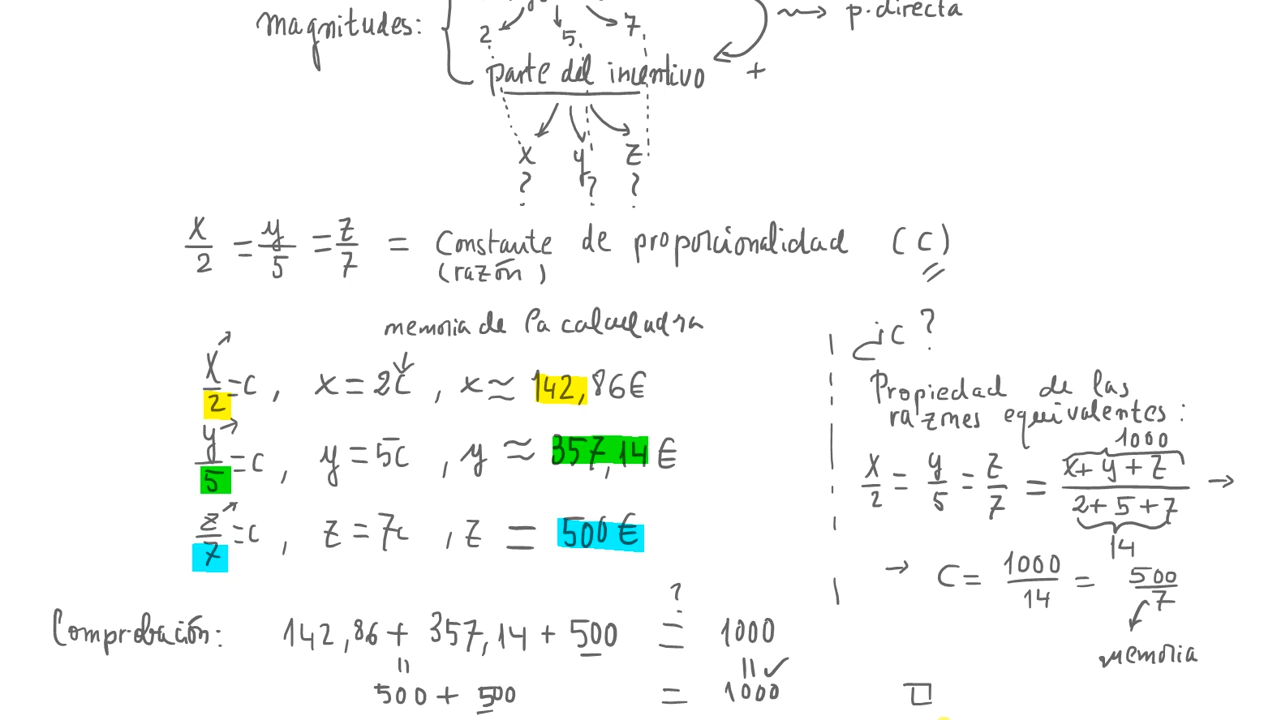 magnitudes:
2 5 7
p. directa
parte del incentivo +
x y z
? ? ?
x/2 = y/5 = z/7 = Constante de proporcionalidad (C)
(razón)
memoria de la calculadora
x/2 = c, x = 2c, x ≈ 142,86€
y/5 = c, y = 5c, y ≈ 357,14€
z/7 = c, z = 7c, z = 500€
¿C?
Propiedad de las
razones equivalentes:
1000
x/2 = y/5 = z/7 = x+y+z/2+5+7 →
14
→ C = 1000/14 = 500/7
memoria
Comprobación: 142,86 + 357,14 + 500 =? 1000
500 + 500 = 1000 ✓